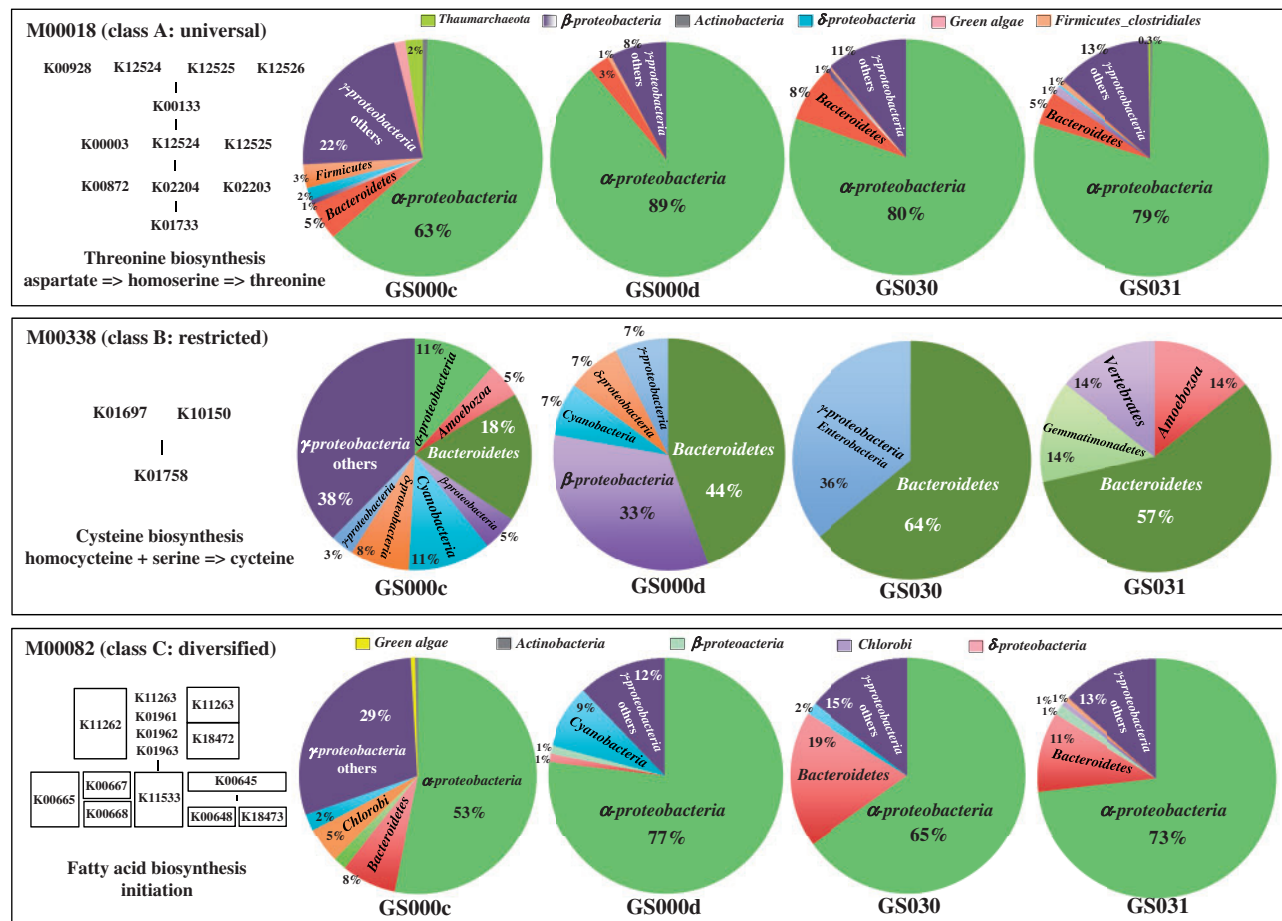 Thaumarchaeota
β-proteobacteria
Actinobacteria
δ-proteobacteria
Green algae
Firmicutes_clostridiales
M00018 (class A: universal)
K00928 K12524 K12525 K12526
K00133
K00003 K12524 K12525
K00872 K02204 K02203
K01733
Threonine biosynthesis
aspartate => homoserine => threonine
2%
γ-proteobacteria
others
22%
Firmicutes
3%
2%
1%
Bacteroidetes
5%
α-proteobacteria
63%
GS000c
8%
1%
3%
γ-proteobacteria
others
α-proteobacteria
89%
GS000d
11%
1%
8%
γ-proteobacteria
others
Bacteroidetes
α-proteobacteria
80%
GS030
0.3%
13%
1%
1%
5%
γ-proteobacteria
others
Bacteroidetes
α-proteobacteria
79%
GS031
M00338 (class B: restricted)
K01697 K10150
K01758
Cysteine biosynthesis
homocycteine + serine => cycteine
11%
α-proteobacteria
5%
Amoebozoa
18%
Bacteroidetes
β-proteobacteria
5%
Cyanobacteria
11%
δ-proteobacteria
8%
γ-proteobacteria
3%
γ-proteobacteria
others
38%
GS000c
7%
γ-proteobacteria
7%
δ-proteobacteria
7%
Cyanobacteria
β-proteobacteria
33%
Bacteroidetes
44%
GS000d
γ-proteobacteria
Enterobacteria
36%
Bacteroidetes
64%
GS030
Vertebrates
14%
Amoebozoa
14%
Gemmatimonadetes
14%
Bacteroidetes
57%
GS031
M00082 (class C: diversified)
Green algae
Actinobacteria
β-proteoacteria
Chlorobi
δ-proteobacteria
K11262
K11263
K01961
K01962
K01963
K11263
K18472
K00665
K00667
K00668
K11533
K00645
K00648 K18473
Fatty acid biosynthesis
initiation
29%
γ-proteobacteria
others
2%
Chlorobi
5%
Bacteroidetes
8%
α-proteobacteria
53%
GS000c
12%
γ-proteobacteria
others
9%
Cyanobacteria
1%
1%
α-proteobacteria
77%
GS000d
15%
γ-proteobacteria
others
2%
19%
Bacteroidetes
α-proteobacteria
65%
GS030
13%
γ-proteobacteria
others
1%
1%
1%
11%
Bacteroidetes
α-proteobacteria
73%
GS031